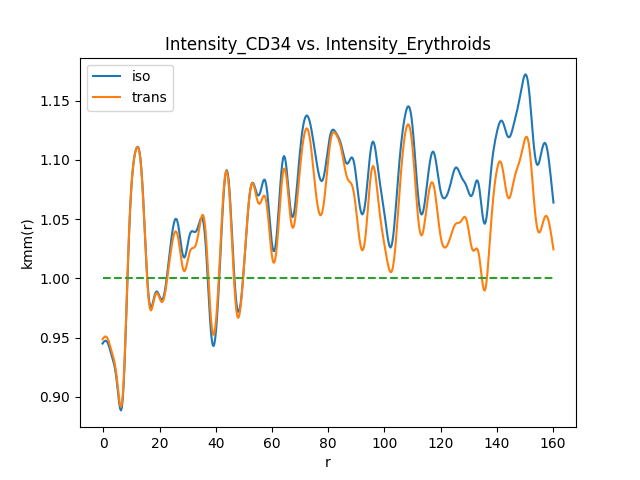 Intensity_CD34 vs. Intensity_Erythroids
iso
trans
kmm(r)
1.15
1.10
1.05
1.00
0.95
0.90
0 20 40 60 80 100 120 140 160
r